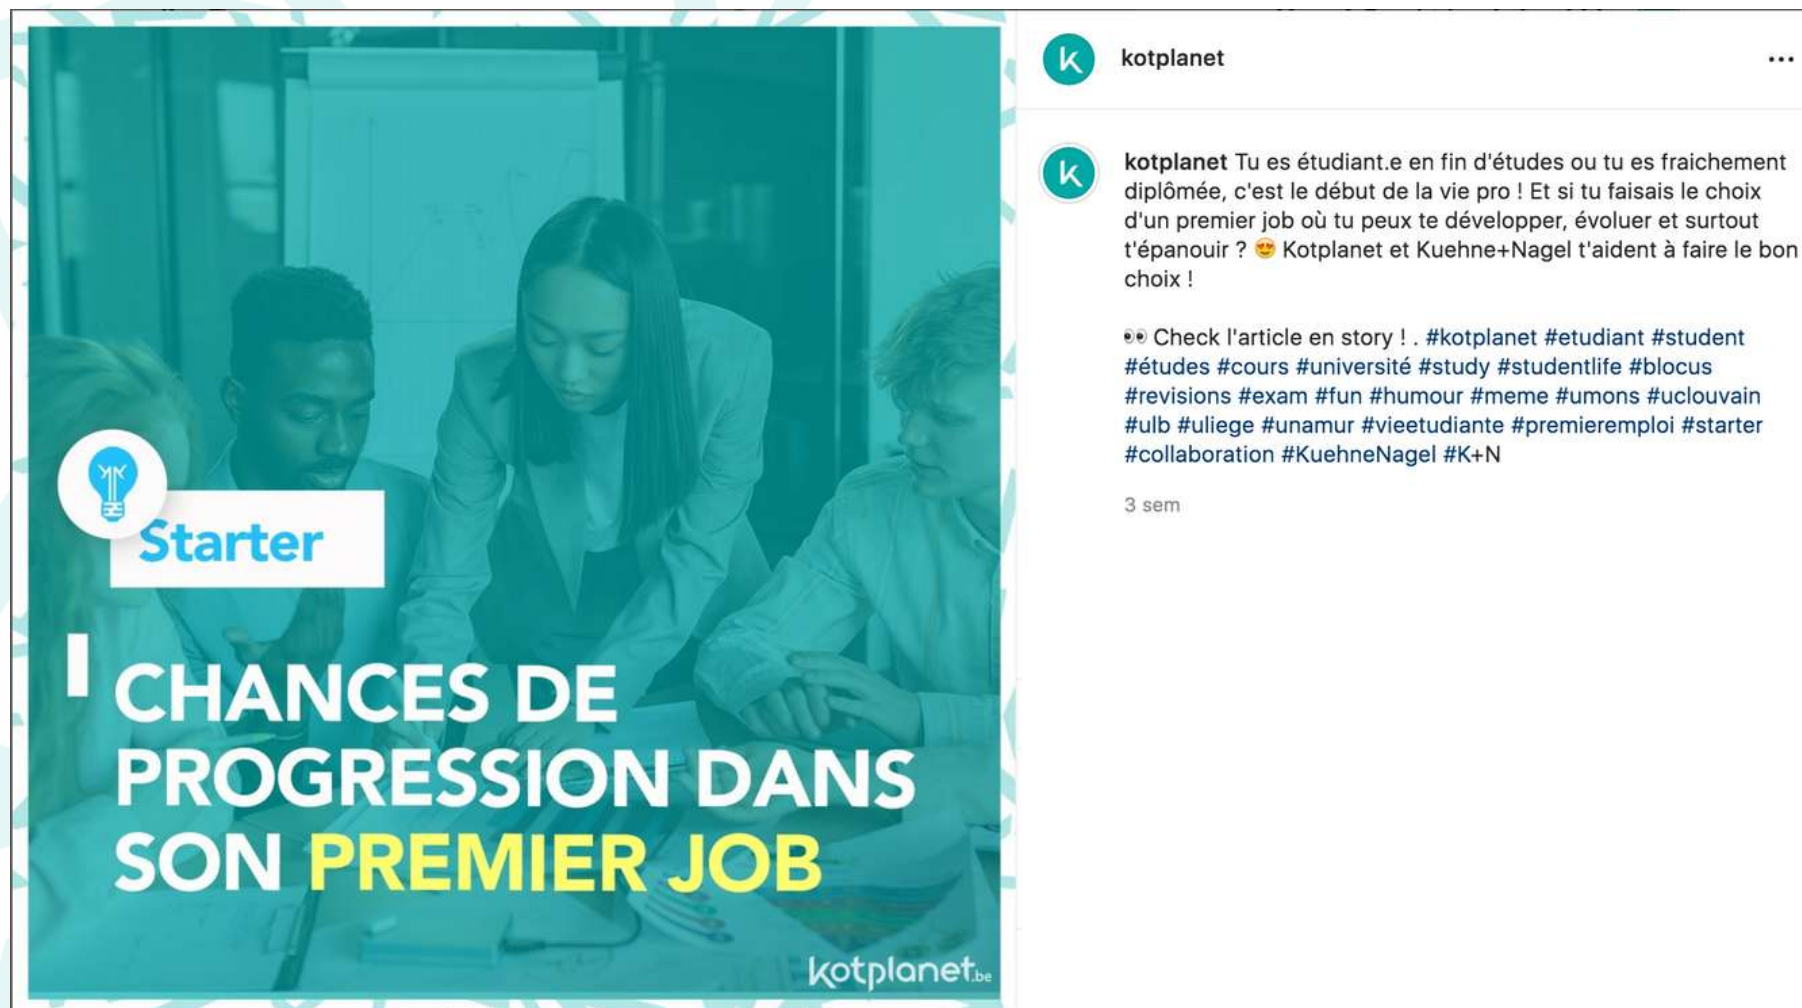 Starter
CHANCES DE
PROGRESSION DANS
SON PREMIER JOB
kotplanet.be
k kotplanet
k kotplanet Tu es étudiant.e en fin d'études ou tu es fraichement
diplômée, c'est le début de la vie pro ! Et si tu faisais le choix
d'un premier job où tu peux te développer, évoluer et surtout
t'épanouir ? 😍 Kotplanet et Kuehne+Nagel t'aident à faire le bon
choix !
👀 Check l'article en story ! . #kotplanet #etudiant #student
#études #cours #université #study #studentlife #blocus
#revisions #exam #fun #humour #meme #umons #uclouvain
#ulb #uliege #unamur #vieetudiante #premieremploi #starter
#collaboration #KuehneNagel #K+N
3 sem